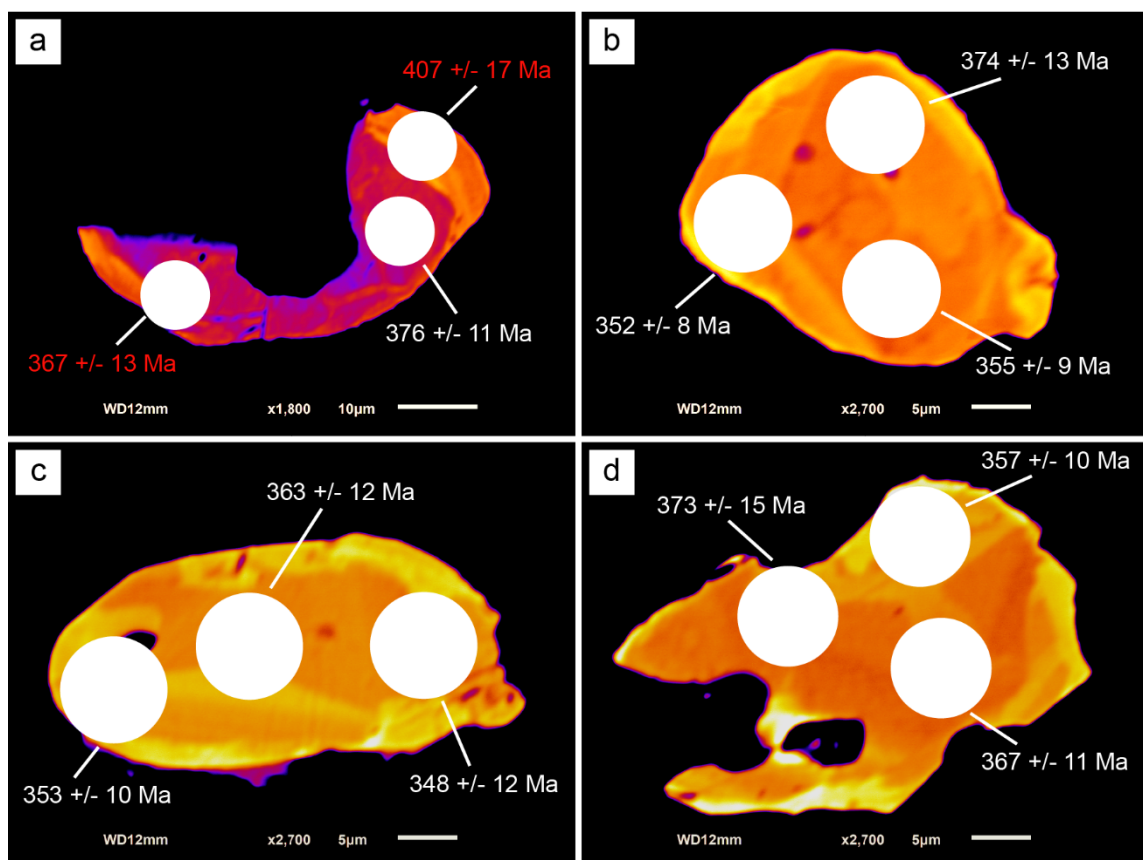 a
407 +/- 17 Ma
376 +/- 11 Ma
367 +/- 13 Ma
WD12mm x1,800 10µm
b
374 +/- 13 Ma
352 +/- 8 Ma
355 +/- 9 Ma
WD12mm x2,700 5µm
c
363 +/- 12 Ma
353 +/- 10 Ma
348 +/- 12 Ma
WD12mm x2,700 5µm
d
357 +/- 10 Ma
373 +/- 15 Ma
367 +/- 11 Ma
WD12mm x2,700 5µm